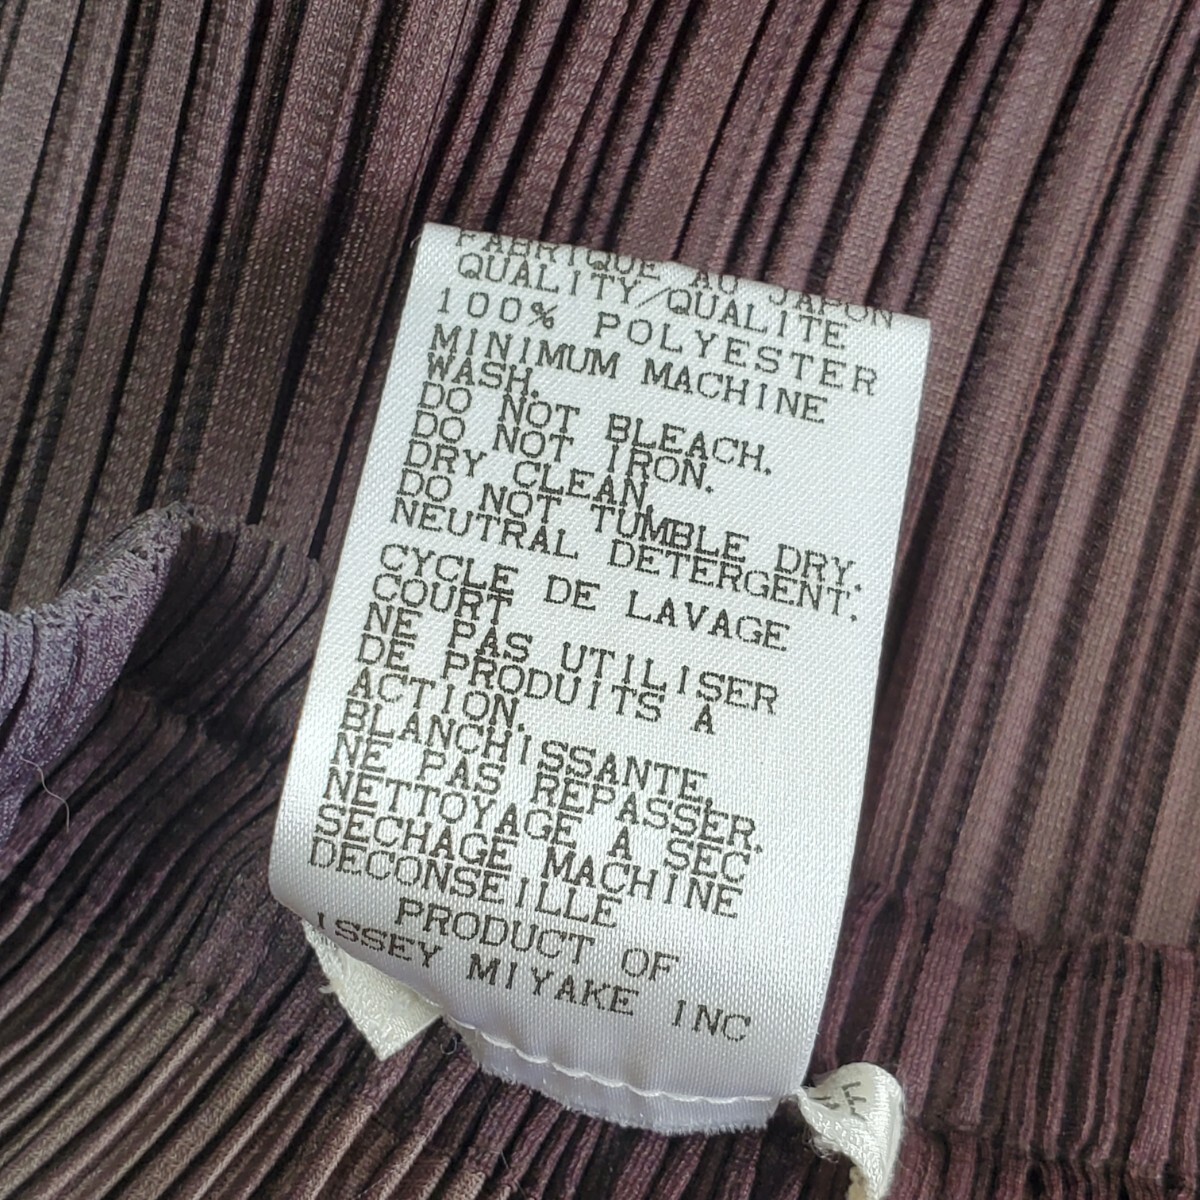 FABRIQUE AU JAPON
QUALITY/QUALITE
100% POLYESTER
MINIMUM MACHINE
WASH.
DO NOT BLEACH.
DO NOT IRON.
DRY CLEAN.
DO NOT TUMBLE DRY.
NEUTRAL DETERGENT.
CYCLE DE LAVAGE
COURT
NE PAS UTILISER
DE PRODUITS A
ACTION.
BLANCHISSANTE.
NE PAS REPASSER.
NETTOYAGE A SEC
SECHAGE MACHINE
DECONSEILLE
PRODUCT OF
ISSEY MIYAKE INC